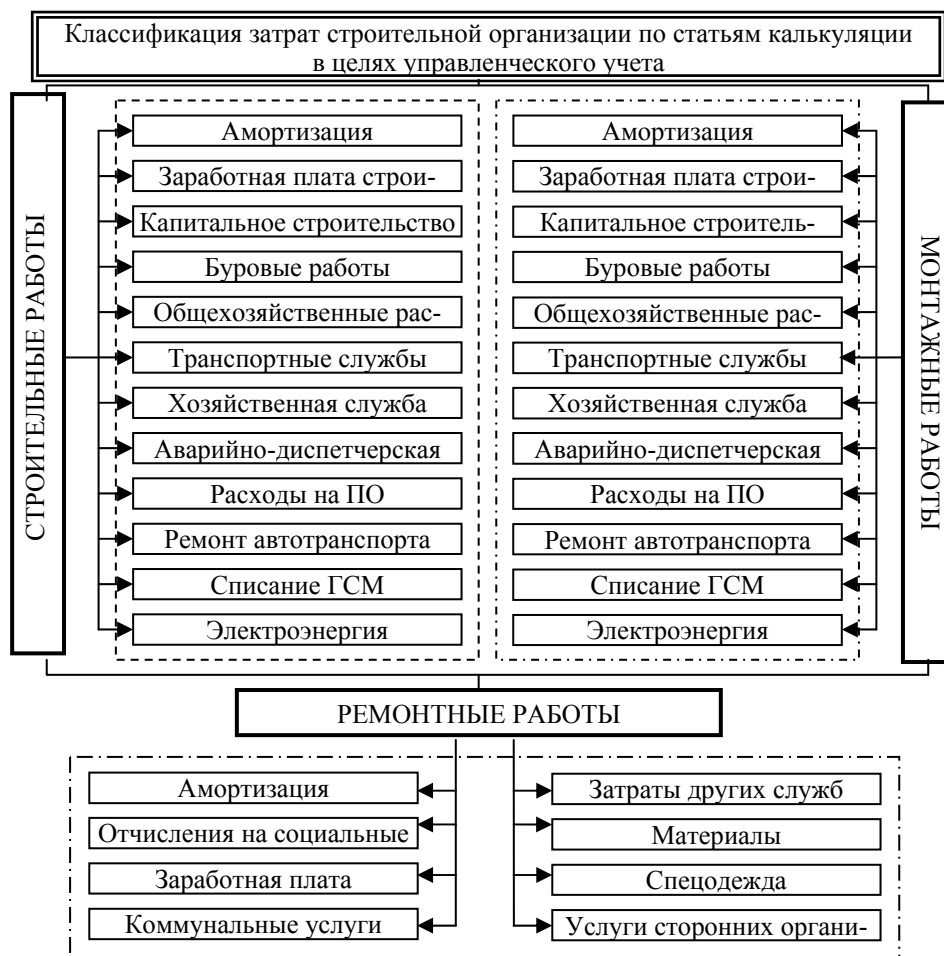 Классификация затрат строительной организации по статьям калькуляции
в целях управленческого учета
СТРОИТЕЛЬНЫЕ РАБОТЫ
Амортизация
Заработная плата строи-
Капитальное строительство
Буровые работы
Общехозяйственные рас-
Транспортные службы
Хозяйственная служба
Аварийно-диспетчерская
Расходы на ПО
Ремонт автотранспорта
Списание ГСМ
Электроэнергия
Амортизация
Заработная плата строи-
Капитальное строитель-
Буровые работы
Общехозяйственные рас-
Транспортные службы
Хозяйственная служба
Аварийно-диспетчерская
Расходы на ПО
Ремонт автотранспорта
Списание ГСМ
Электроэнергия
МОНТАЖНЫЕ РАБОТЫ
РЕМОНТНЫЕ РАБОТЫ
Амортизация
Отчисления на социальные
Заработная плата
Коммунальные услуги
Затраты других служб
Материалы
Спецодежда
Услуги сторонних органи-